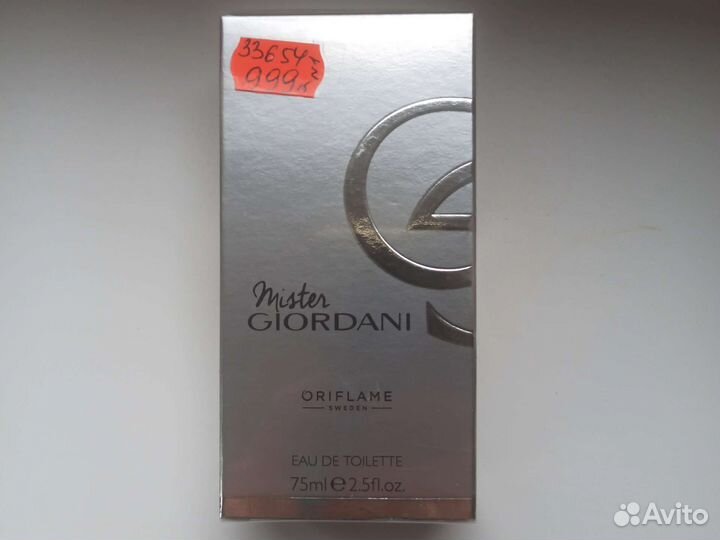 33654
999
Mister
GIORDANI
ORIFLAME
SWEDEN
EAU DE TOILETTE
75ml e 2.5fl.oz.
Avito